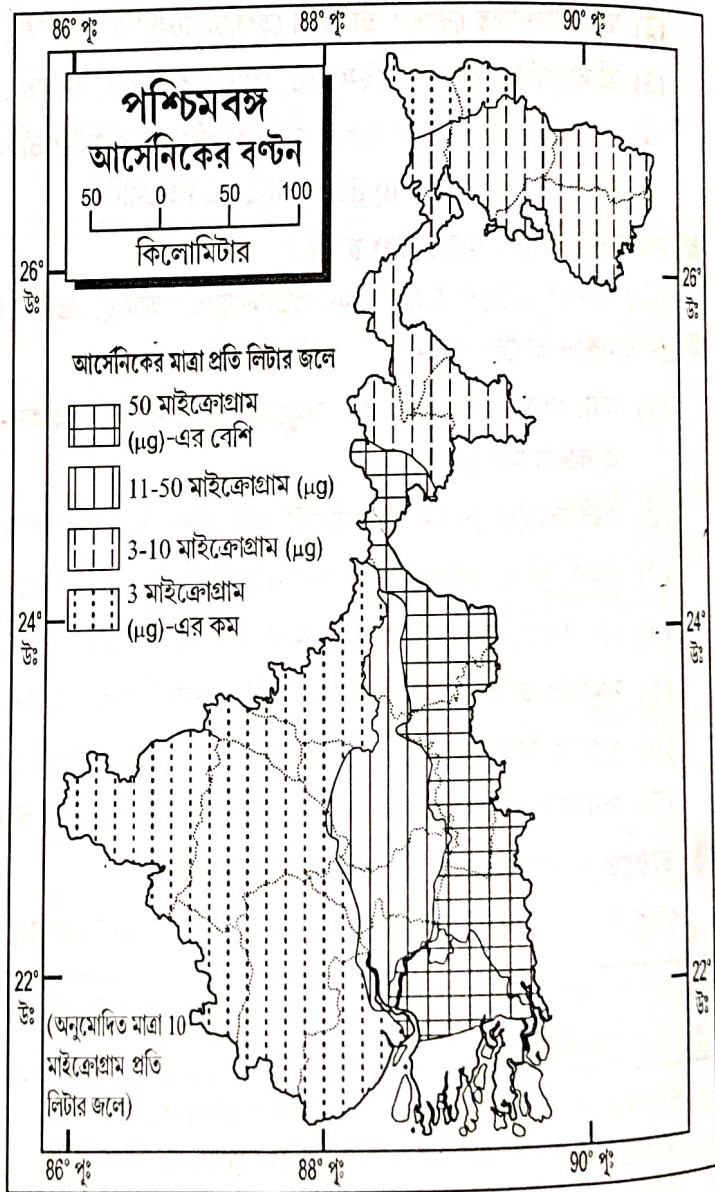 86° পূঃ 88° পূঃ 90° পূঃ
পশ্চিমবঙ্গ
আর্সেনিকের বণ্টন
50 0 50 100
কিলোমিটার
26° উঃ
26° উঃ
আর্সেনিকের মাত্রা প্রতি লিটার জলে
50 মাইক্রোগ্রাম
(μg)-এর বেশি
11-50 মাইক্রোগ্রাম (μg)
3-10 মাইক্রোগ্রাম (μg)
3 মাইক্রোগ্রাম
(μg)-এর কম
24° উঃ
24° উঃ
22° উঃ
22° উঃ
(অনুমোদিত মাত্রা 10
মাইক্রোগ্রাম প্রতি
লিটার জলে)
86° পূঃ 88° পূঃ 90° পূঃ